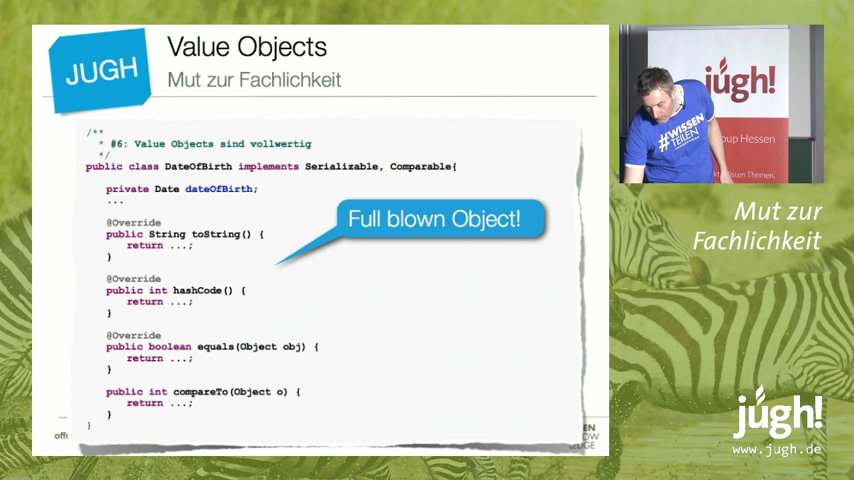 JUGH
Value Objects
Mut zur Fachlichkeit
/**
* #6: Value Objects sind vollwertig
*/
public class DateOfBirth implements Serializable, Comparable{
private Date dateOfBirth;
...
@Override
public String toString() {
return ...;
}
@Override
public int hashCode() {
return ...;
}
@Override
public boolean equals(Object obj) {
return ...;
}
public int compareTo(Object o) {
return ...;
}
}
Full blown Object!
jugh!
#WISSEN
TEILEN
oup Hessen
Mut zur
Fachlichkeit
jugh!
www.jugh.de